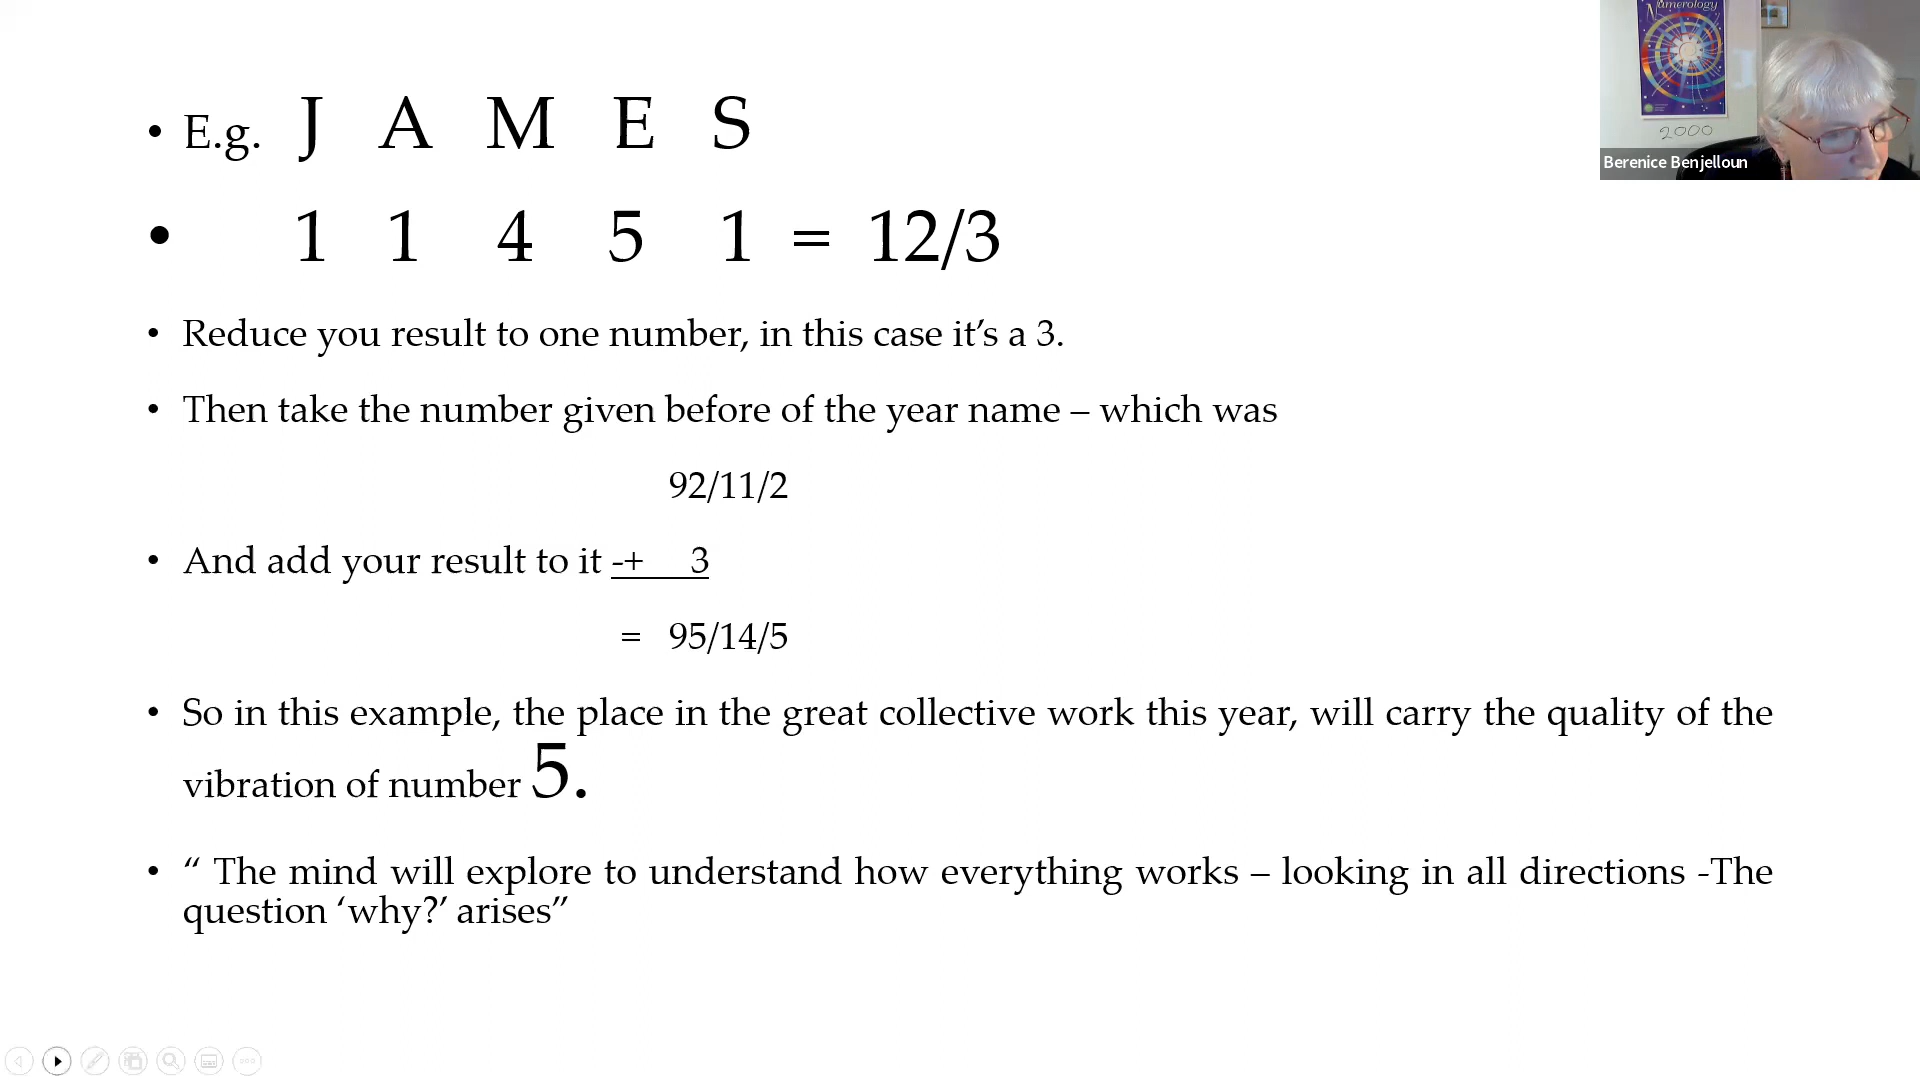 • E.g. J A M E S
• 1 1 4 5 1 = 12/3
• Reduce you result to one number, in this case it’s a 3.
• Then take the number given before of the year name – which was
92/11/2
• And add your result to it -+ 3
= 95/14/5
• So in this example, the place in the great collective work this year, will carry the quality of the
vibration of number 5.
• “ The mind will explore to understand how everything works – looking in all directions -The
question ‘why?’ arises”
Numerology
2000
Berenice Benjelloun